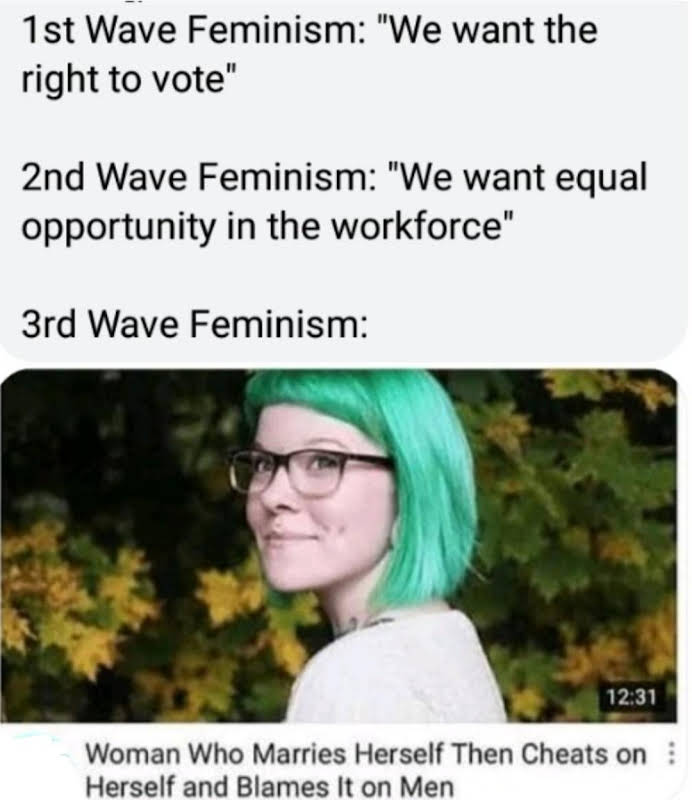 1st Wave Feminism: "We want the
right to vote"
2nd Wave Feminism: "We want equal
opportunity in the workforce"
3rd Wave Feminism:
12:31
Woman Who Marries Herself Then Cheats on
Herself and Blames It on Men